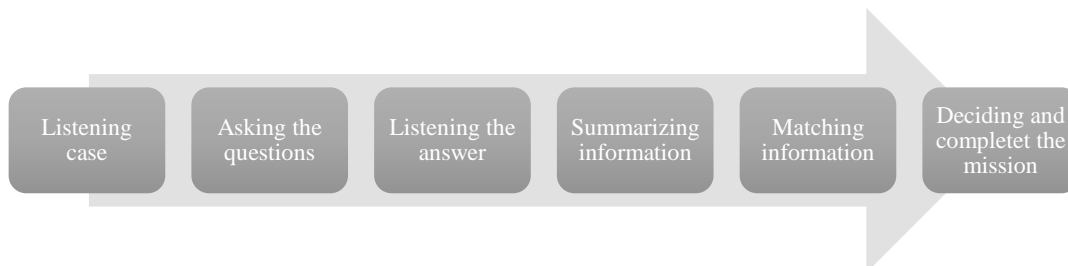 Listening
case
Asking the
questions
Listening the
answer
Summarizing
information
Matching
information
Deciding and
completet the
mission